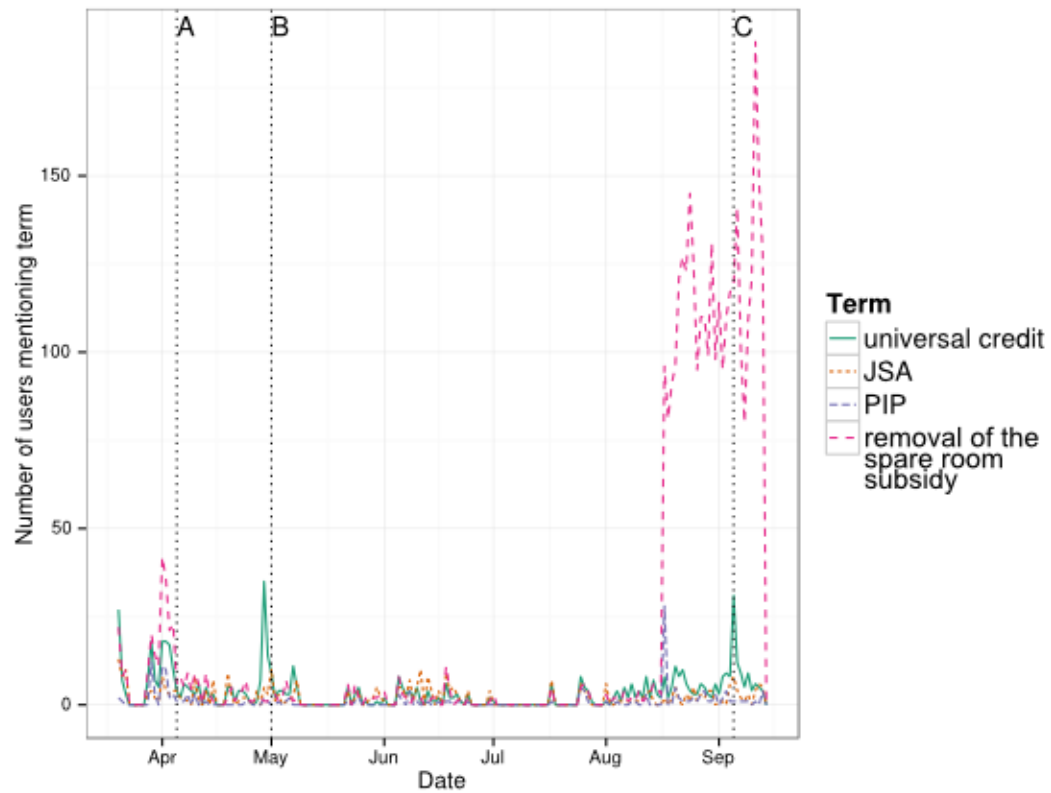 A
B
C
150
100
50
0
Number of users mentioning term
Apr
May
Jun
Jul
Aug
Sep
Date
Term
universal credit
JSA
PIP
removal of the
spare room
subsidy